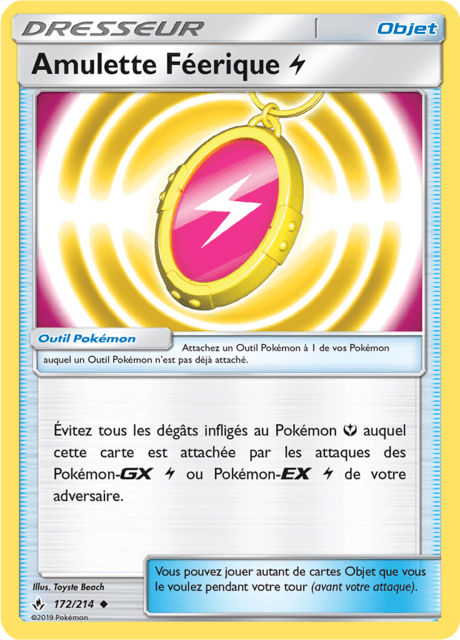 DRESSEUR
Objet
Amulette Féerique
Outil Pokémon
Attachez un Outil Pokémon à 1 de vos Pokémon
auquel un Outil Pokémon n'est pas déjà attaché.
Évitez tous les dégâts infligés au Pokémon auquel
cette carte est attachée par les attaques des
Pokémon-GX ou Pokémon-EX de votre
adversaire.
Vous pouvez jouer autant de cartes Objet que vous
le voulez pendant votre tour (avant votre attaque).
Illus. Toyste Beach
172/214
©2019 Pokémon